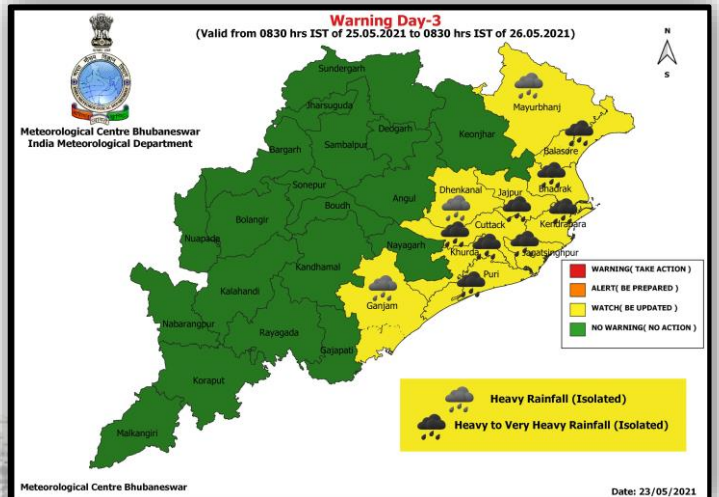 Warning Day-3
(Valid from 0830 hrs IST of 25.05.2021 to 0830 hrs IST of 26.05.2021)
N
S
Meteorological Centre Bhubaneswar
India Meteorological Department
Sundergarh
Mayurbhanj
Jharsuguda
Deogarh
Keonjhar
Sambalpur
Bargarh
Balasore
Bhadrak
Sonepur
Dhenkanal
Jajpur
Angul
Boudh
Bolangir
Cuttack
Kendrapara
Nuapada
Nayagarh
Khurda
Jagatsinghpur
Kandhamal
Puri
Kalahandi
Ganjam
Nabarangpur
Rayagada
Gajapati
Koraput
Malkangiri
WARNING( TAKE ACTION )
ALERT( BE PREPARED )
WATCH( BE UPDATED )
NO WARNING( NO ACTION )
Heavy Rainfall (Isolated)
Heavy to Very Heavy Rainfall (Isolated)
Meteorological Centre Bhubaneswar
Date: 23/05/2021